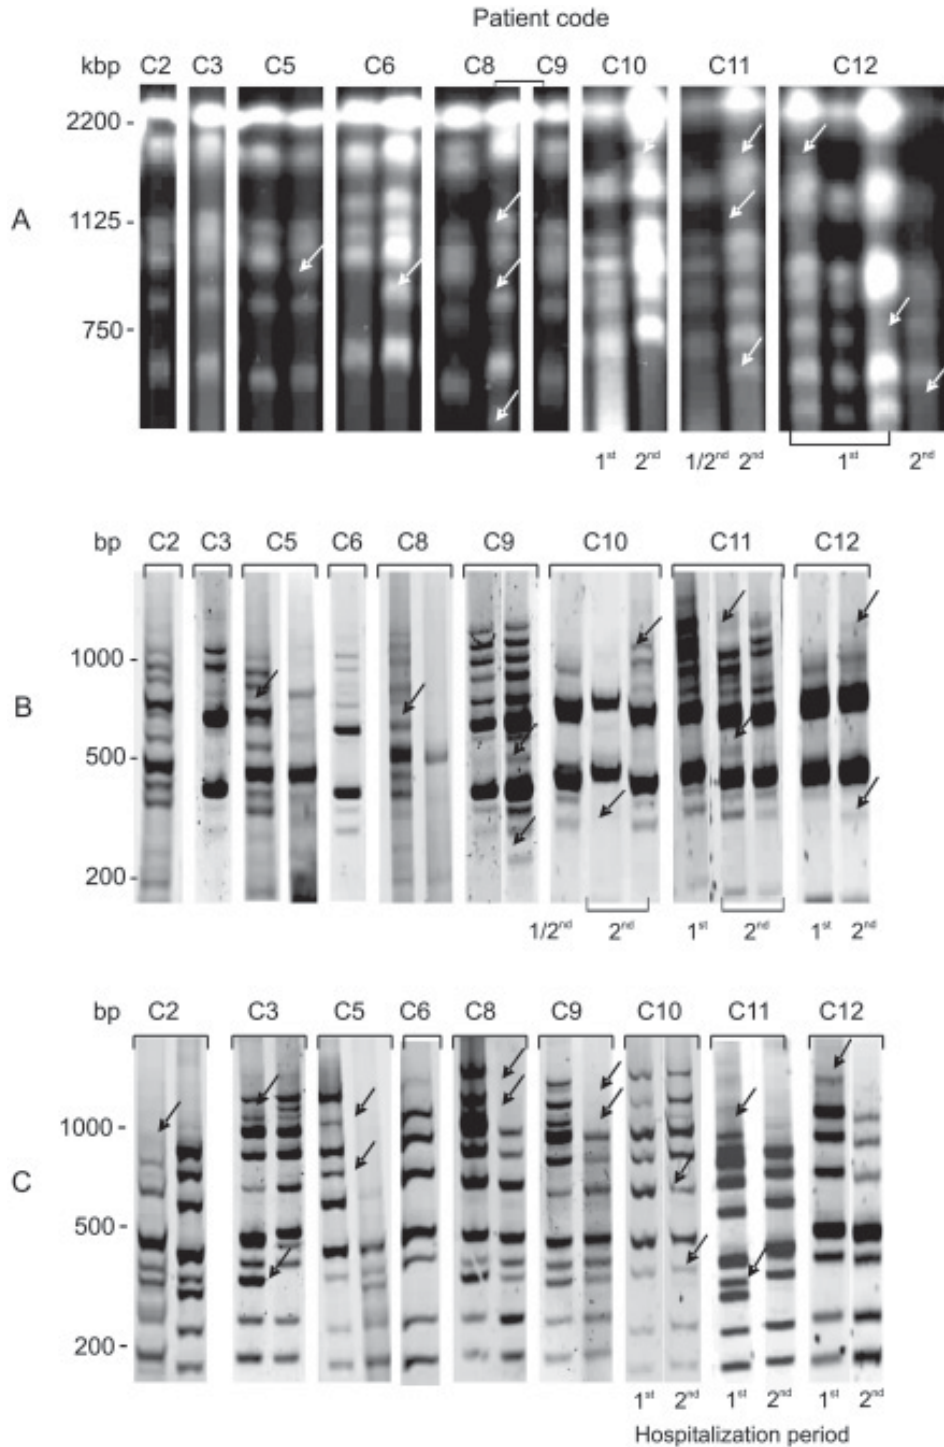 Patient code
kbp C2 C3 C5 C6 C8 C9 C10 C11 C12
2200
A
1125
750
1st 2nd 1/2nd 2nd 1st 2nd
bp C2 C3 C5 C6 C8 C9 C10 C11 C12
1000
B
500
200
1/2nd 2nd 1st 2nd 1st 2nd
bp C2 C3 C5 C6 C8 C9 C10 C11 C12
1000
C
500
200
1st 2nd 1st 2nd 1st 2nd
Hospitalization period